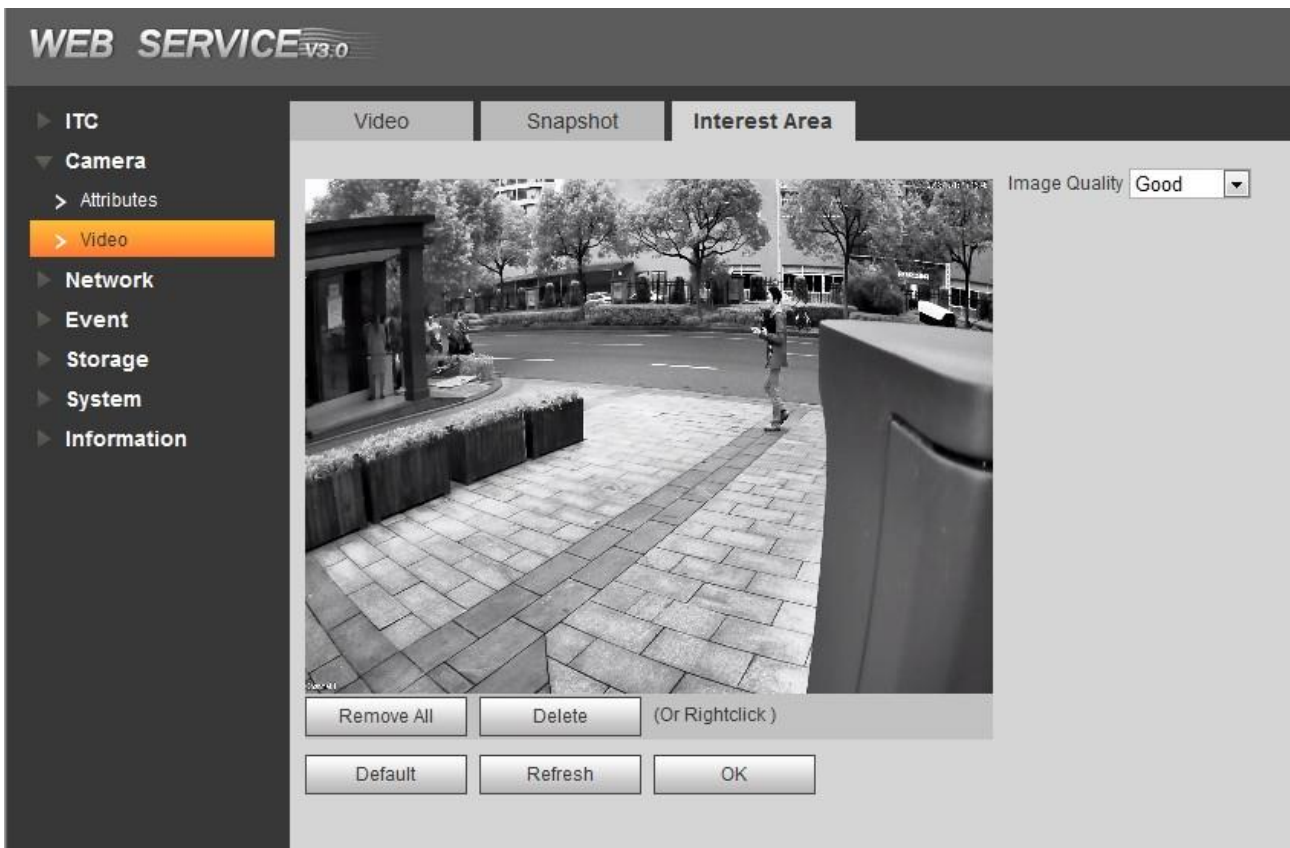 WEB SERVICE V3.0
ITC
Camera
Attributes
Video
Network
Event
Storage
System
Information
Video
Snapshot
Interest Area
Image Quality
Good
Remove All
Delete
(Or Rightclick )
Default
Refresh
OK